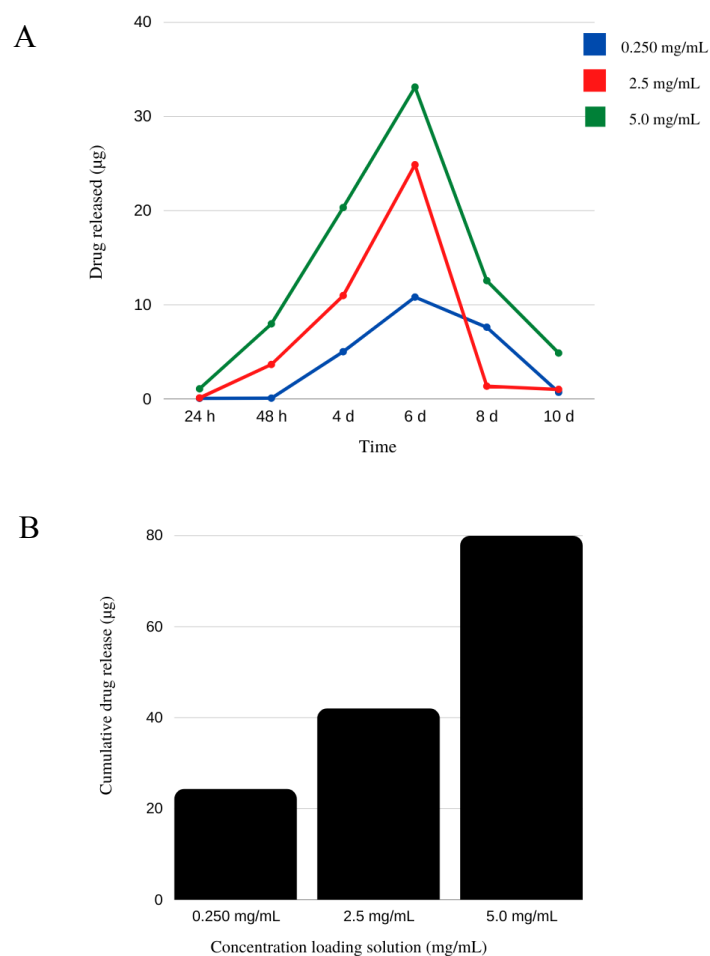 A
40
30
20
10
0
Drug released (µg)
0.250 mg/mL
2.5 mg/mL
5.0 mg/mL
24 h 48 h 4 d 6 d 8 d 10 d
Time
B
80
60
40
20
0
Cumulative drug release (µg)
0.250 mg/mL 2.5 mg/mL 5.0 mg/mL
Concentration loading solution (mg/mL)